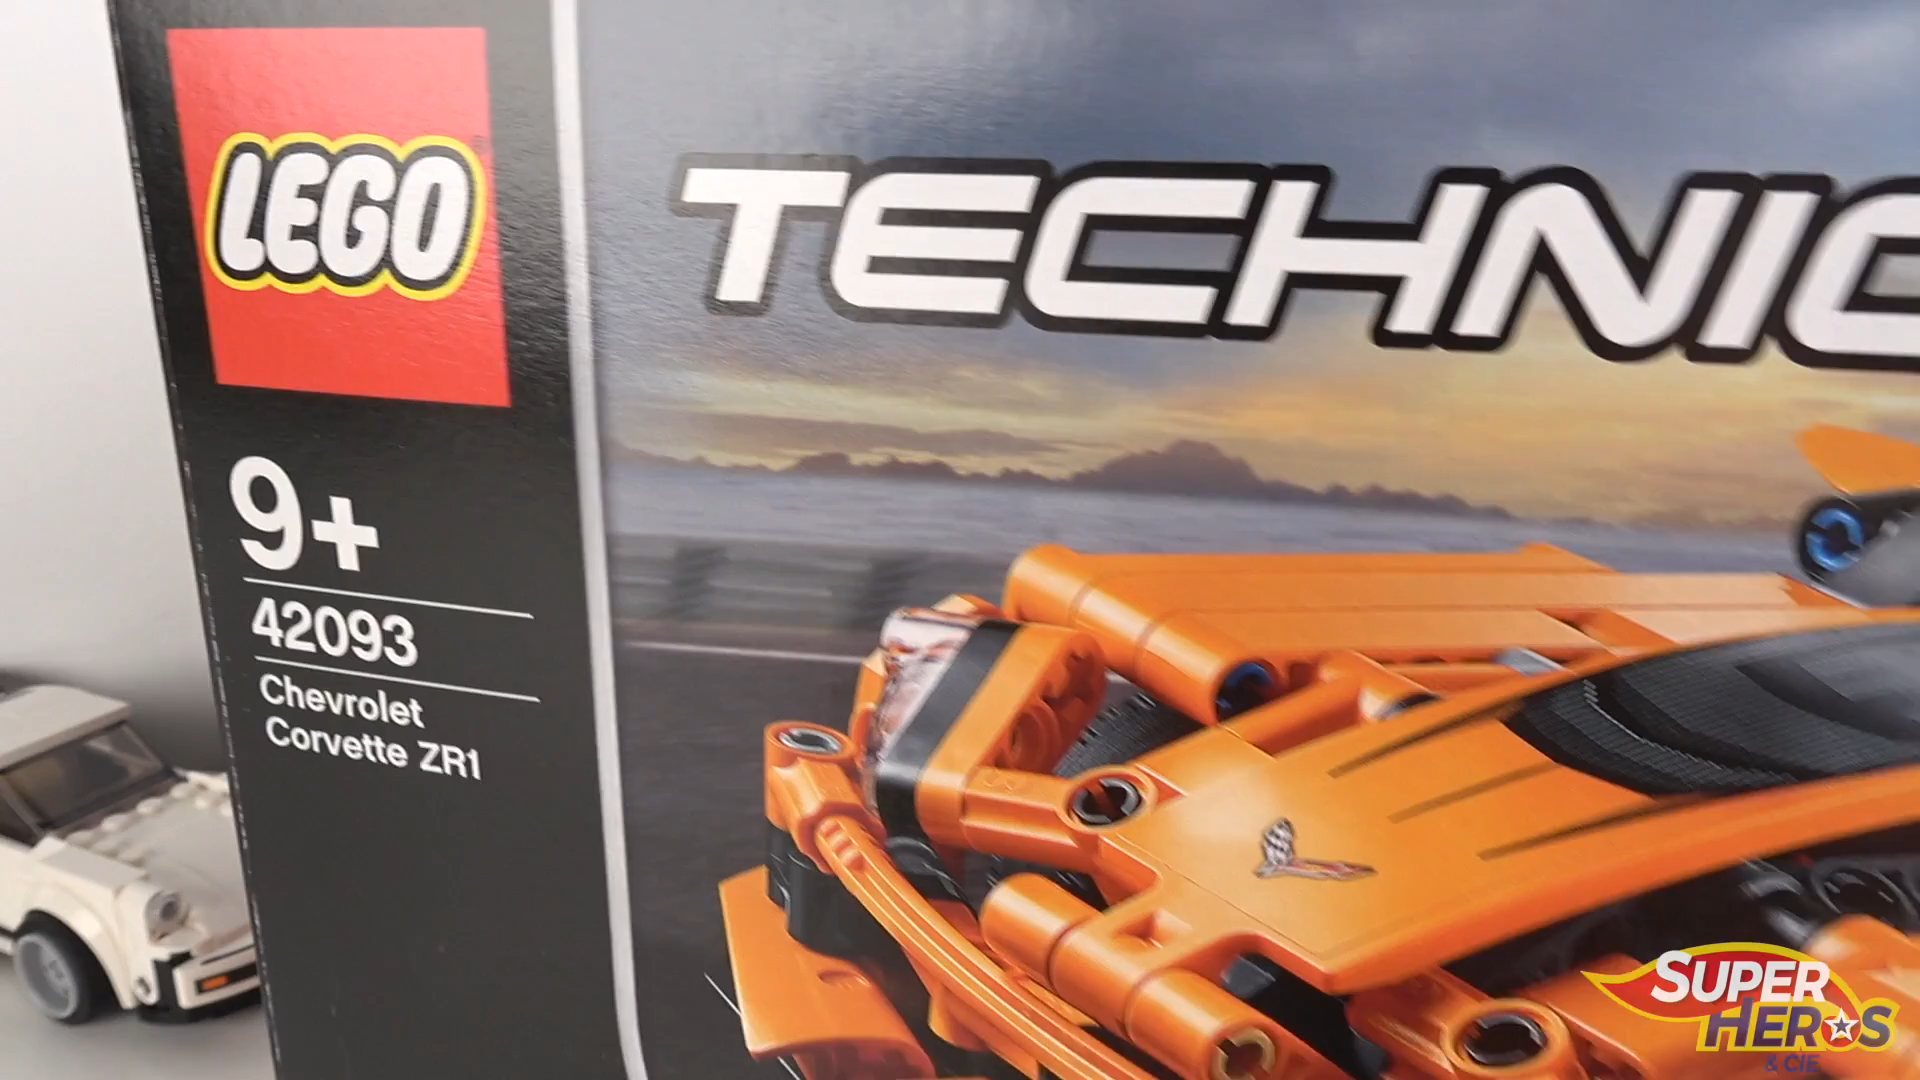 LEGO
TECHNIC
9+
42093
Chevrolet
Corvette ZR1
SUPER
HEROS
& CIE